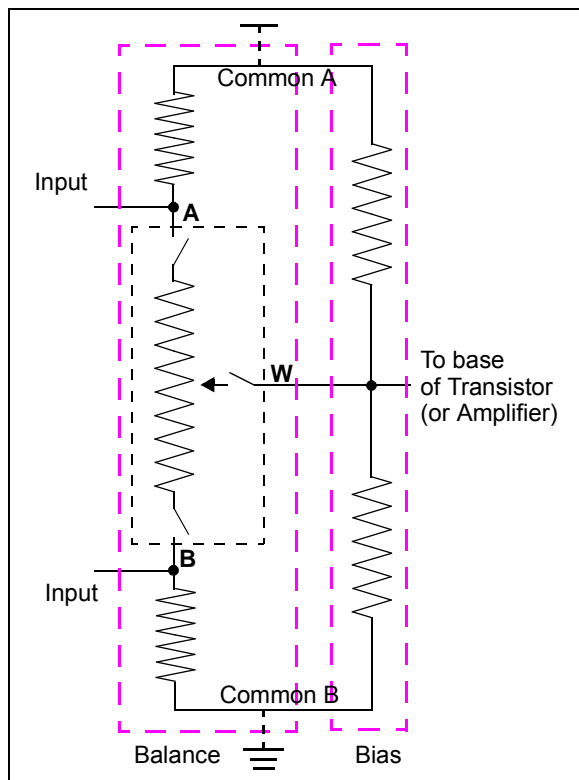 Common A
Input
A
W
To base
of Transistor
(or Amplifier)
B
Input
Common B
Balance
Bias